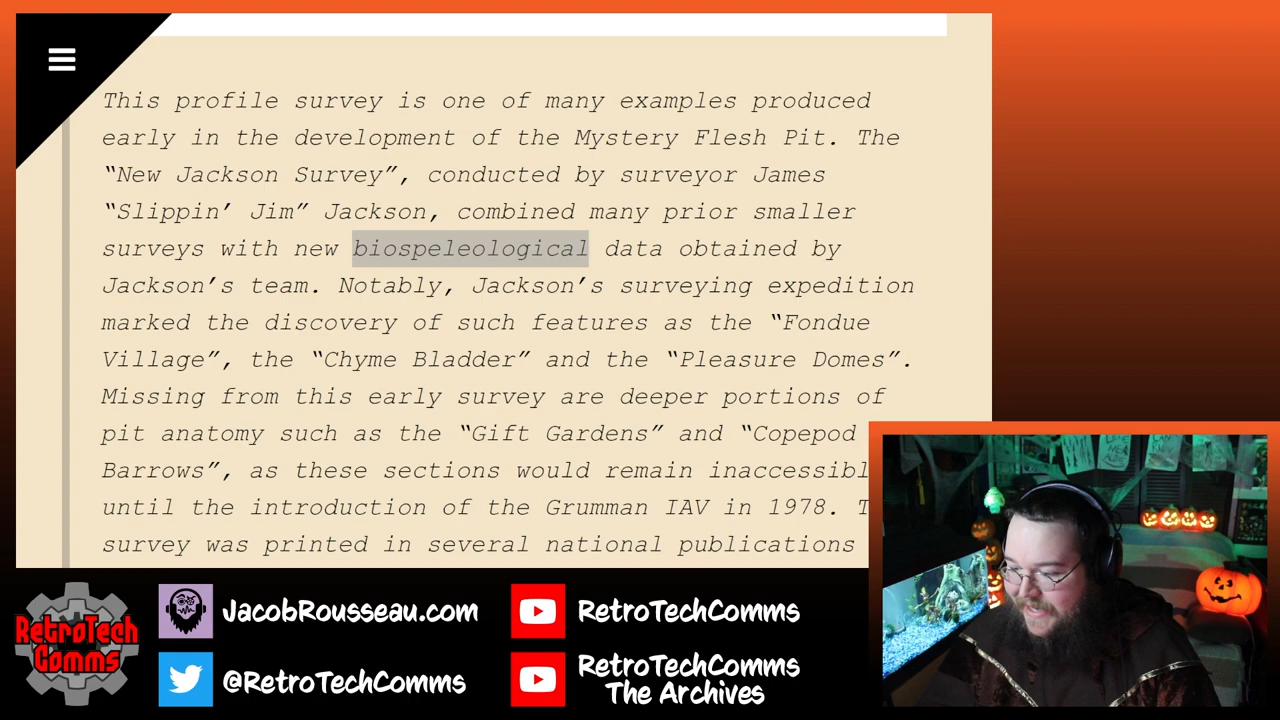 This profile survey is one of many examples produced
early in the development of the Mystery Flesh Pit. The
“New Jackson Survey”, conducted by surveyor James
“Slippin’ Jim” Jackson, combined many prior smaller
surveys with new biospeleological data obtained by
Jackson’s team. Notably, Jackson’s surveying expedition
marked the discovery of such features as the “Fondue
Village”, the “Chyme Bladder” and the “Pleasure Domes”.
Missing from this early survey are deeper portions of
pit anatomy such as the “Gift Gardens” and “Copepod
Barrows”, as these sections would remain inaccessibl
until the introduction of the Grumman IAV in 1978. T
survey was printed in several national publications
RetroTech
Comms
JacobRousseau.com
@RetroTechComms
RetroTechComms
RetroTechComms
The Archives